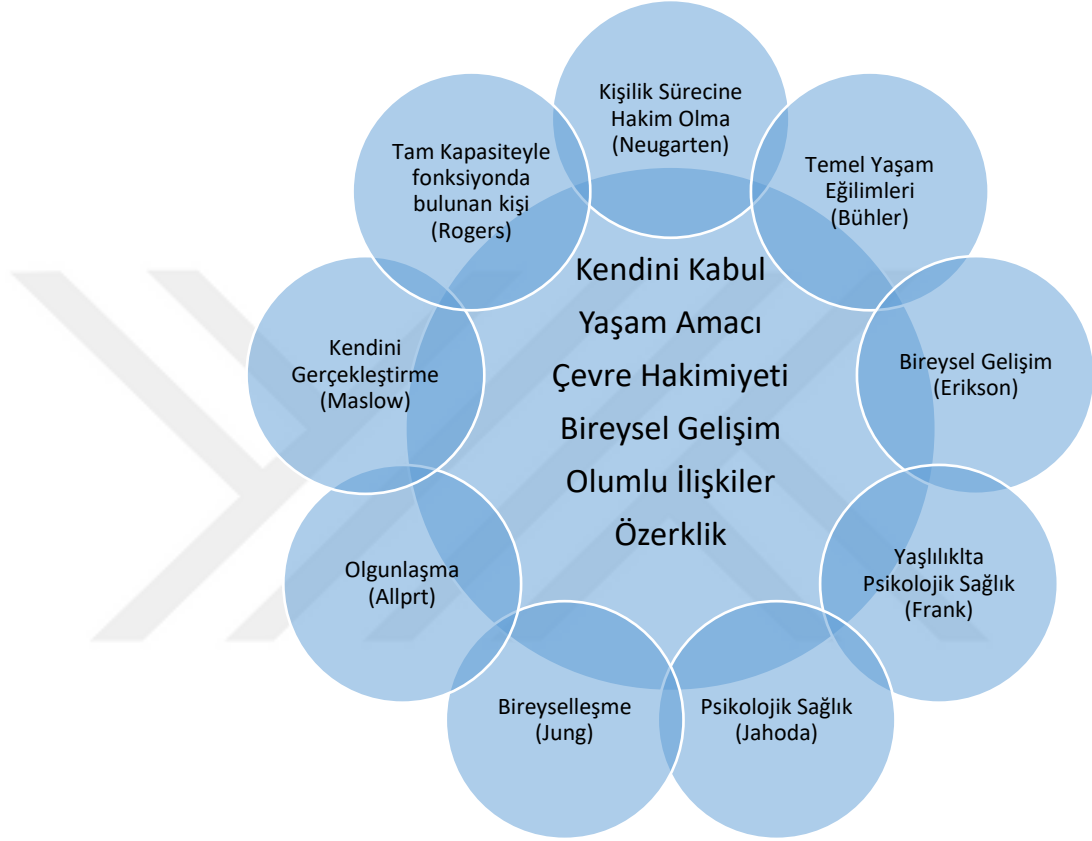 Kişilik Sürecine
Hakim Olma
(Neugarten)
Temel Yaşam
Eğilimleri
(Bühler)
Bireysel Gelişim
(Erikson)
Yaşlılıklta
Psikolojik Sağlık
(Frank)
Psikolojik Sağlık
(Jahoda)
Bireyselleşme
(Jung)
Olgunlaşma
(Allprt)
Kendini
Gerçekleştirme
(Maslow)
Tam Kapasiteyle
fonksiyonda
bulunan kişi
(Rogers)
Kendini Kabul
Yaşam Amacı
Çevre Hakimiyeti
Bireysel Gelişim
Olumlu İlişkiler
Özerklik